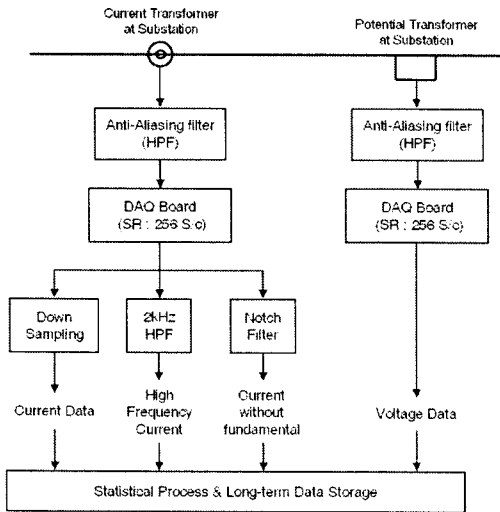 Current Transformer
at Substation
Potential Transformer
at Substation
Anti-Aliasing filter
(HPF)
Anti-Aliasing filter
(HPF)
DAQ Board
(SR : 256 S/c)
DAQ Board
(SR : 256 S/c)
Down
Sampling
2kHz
HPF
Notch
Filter
Current Data
High
Frequency
Current
Current
without
fundamental
Voltage Data
Statistical Process & Long-term Data Storage